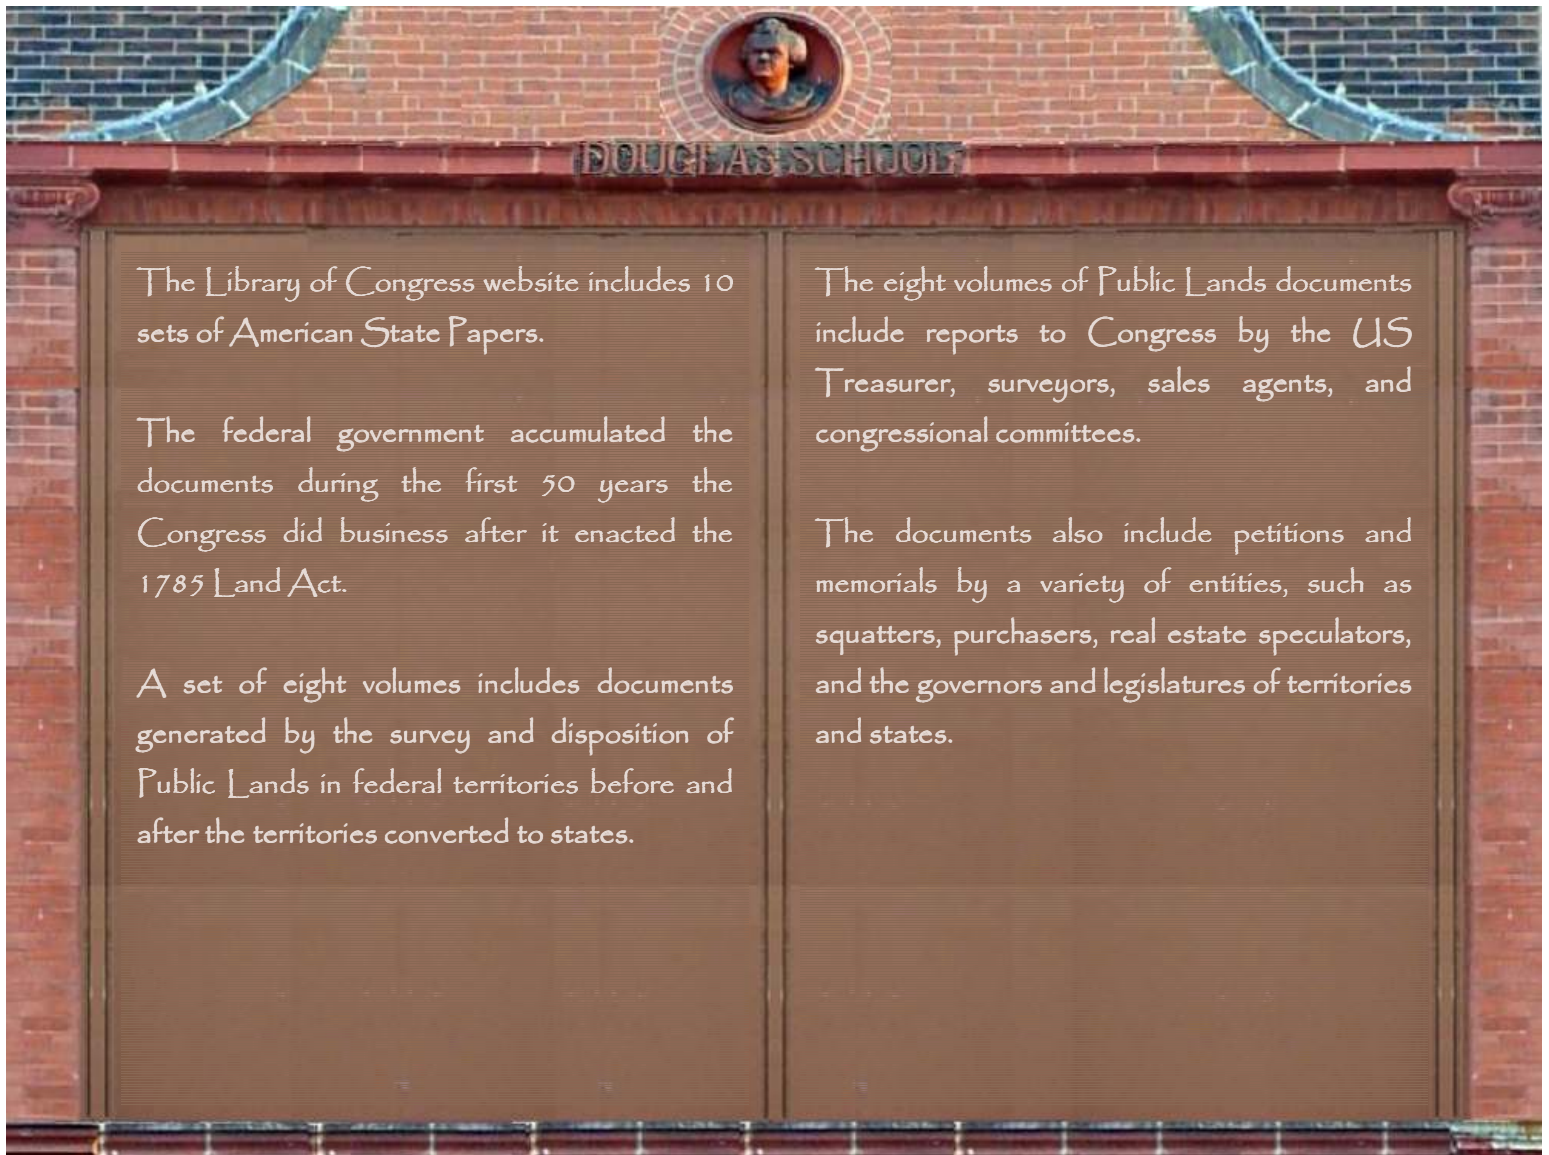 DOUGLAS SCHOOL
The Library of Congress website includes 10
sets of American State Papers.
The federal government accumulated the
documents during the first 50 years the
Congress did business after it enacted the
1785 Land Act.
A set of eight volumes includes documents
generated by the survey and disposition of
Public Lands in federal territories before and
after the territories converted to states.
The eight volumes of Public Lands documents
include reports to Congress by the US
Treasurer, surveyors, sales agents, and
congressional committees.
The documents also include petitions and
memorials by a variety of entities, such as
squatters, purchasers, real estate speculators,
and the governors and legislatures of territories
and states.